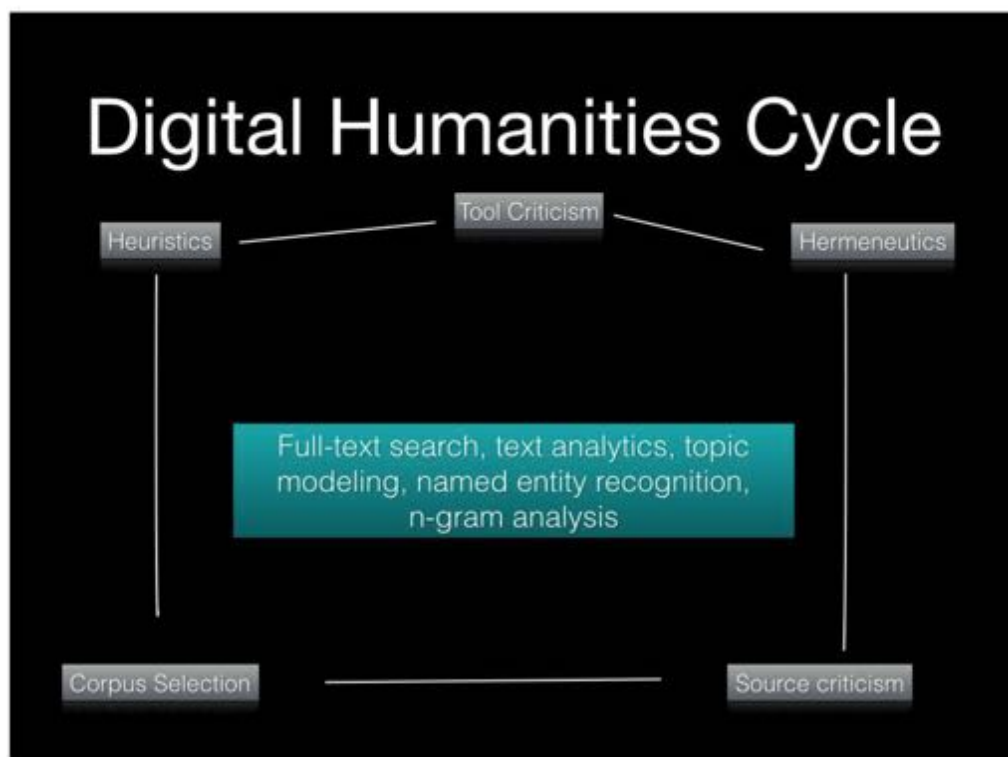 Digital Humanities Cycle
Tool Criticism
Heuristics
Hermeneutics
Full-text search, text analytics, topic
modeling, named entity recognition,
n-gram analysis
Corpus Selection
Source criticism